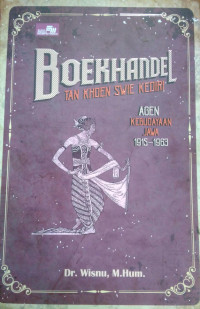 BOEKHANDEL
TAN KHOEN SWIE KEDIRI
AGEN
KEBUDAYAAN
JAWA
1915-1963
Dr. Wisnu, M.Hum.